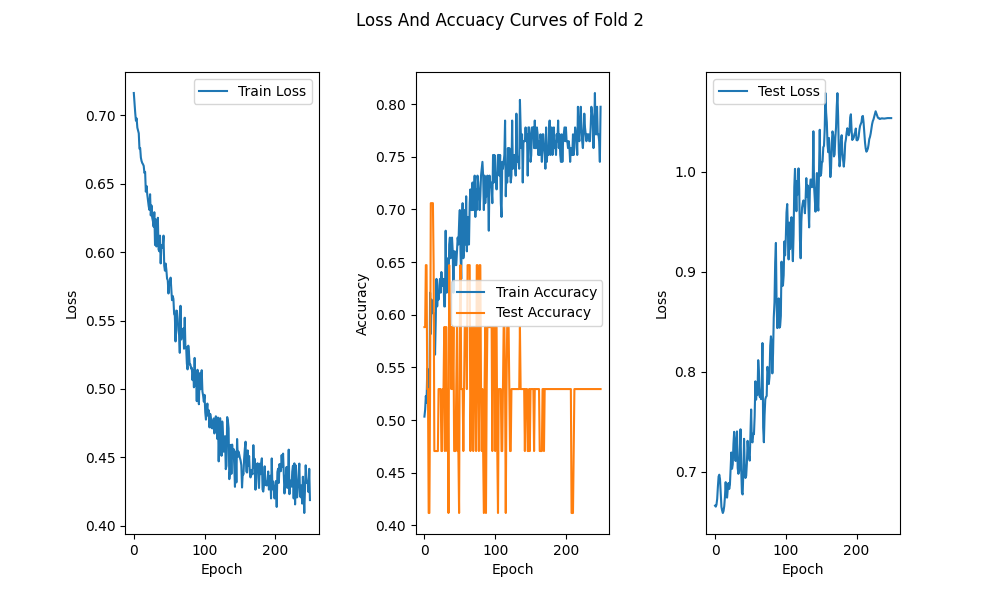 Loss And Accuacy Curves of Fold 2
Train Loss
0.70
0.65
0.60
0.55
0.50
0.45
0.40
Loss
0
100
200
Epoch
0.80
0.75
0.70
0.65
0.60
0.55
0.50
0.45
0.40
Accuracy
Train Accuracy
Test Accuracy
0
100
200
Epoch
Test Loss
1.0
0.9
0.8
0.7
Loss
0
100
200
Epoch